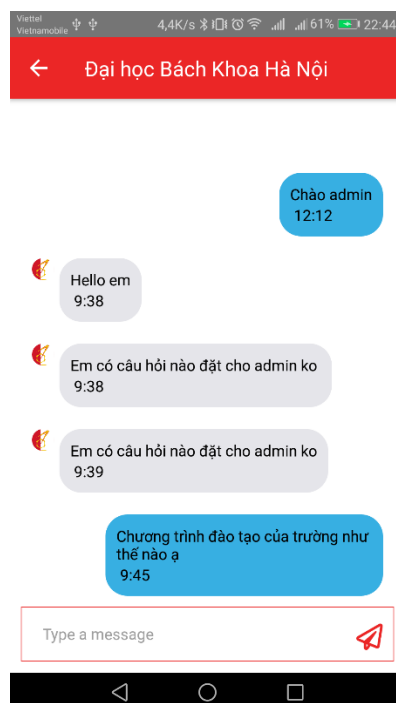 Viettel
Vietnamobile
4,4K/s
61%
22:44
Đại học Bách Khoa Hà Nội
Chào admin
12:12
Hello em
9:38
Em có câu hỏi nào đặt cho admin ko
9:38
Em có câu hỏi nào đặt cho admin ko
9:39
Chương trình đào tạo của trường như
thế nào ạ
9:45
Type a message